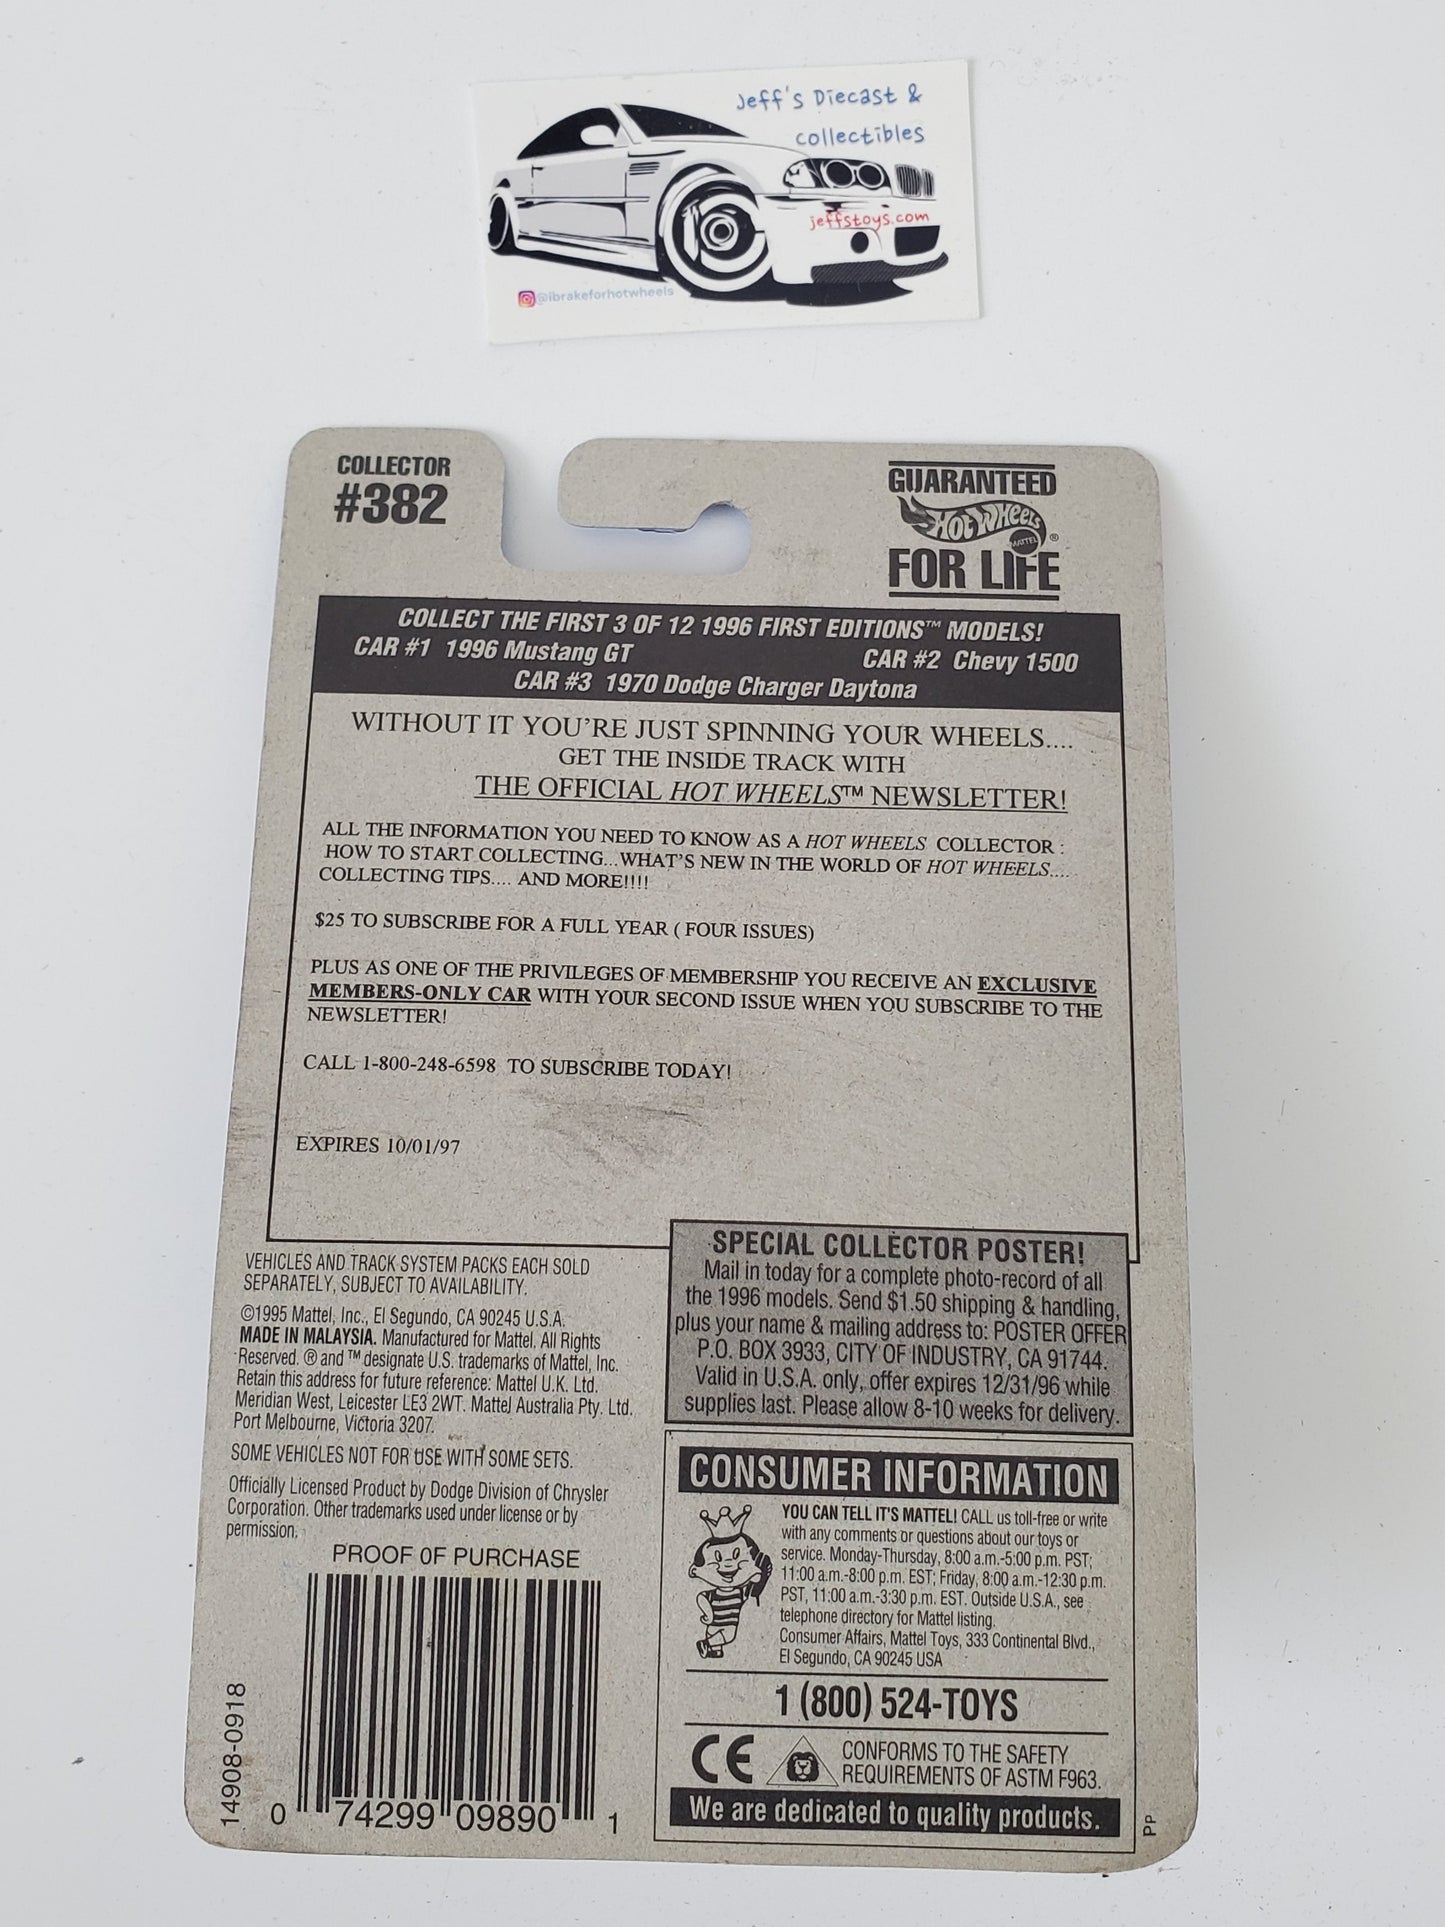 Jeff's Diecast &
collectibles
jeffstoys.com
@ibrakeforhotwheels
COLLECTOR
#382
GUARANTEED
Hot Wheels
MATTEL
®
FOR LIFE
COLLECT THE FIRST 3 OF 12 1996 FIRST EDITIONS™ MODELS!
CAR #1 1996 Mustang GT CAR #2 Chevy 1500
CAR #3 1970 Dodge Charger Daytona
WITHOUT IT YOU'RE JUST SPINNING YOUR WHEELS....
GET THE INSIDE TRACK WITH
THE OFFICIAL HOT WHEELS™ NEWSLETTER!
ALL THE INFORMATION YOU NEED TO KNOW AS A HOT WHEELS COLLECTOR :
HOW TO START COLLECTING...WHAT'S NEW IN THE WORLD OF HOT WHEELS....
COLLECTING TIPS.... AND MORE!!!!
$25 TO SUBSCRIBE FOR A FULL YEAR ( FOUR ISSUES)
PLUS AS ONE OF THE PRIVILEGES OF MEMBERSHIP YOU RECEIVE AN EXCLUSIVE
MEMBERS-ONLY CAR WITH YOUR SECOND ISSUE WHEN YOU SUBSCRIBE TO THE
NEWSLETTER!
CALL 1-800-248-6598 TO SUBSCRIBE TODAY!
EXPIRES 10/01/97
VEHICLES AND TRACK SYSTEM PACKS EACH SOLD
SEPARATELY, SUBJECT TO AVAILABILITY.
©1995 Mattel, Inc., El Segundo, CA 90245 U.S.A.
MADE IN MALAYSIA. Manufactured for Mattel. All Rights
Reserved. ® and ™ designate U.S. trademarks of Mattel, Inc.
Retain this address for future reference: Mattel U.K. Ltd.
Meridian West, Leicester LE3 2WT. Mattel Australia Pty. Ltd.
Port Melbourne, Victoria 3207.
SOME VEHICLES NOT FOR USE WITH SOME SETS.
Officially Licensed Product by Dodge Division of Chrysler
Corporation. Other trademarks used under license or by
permission.
PROOF OF PURCHASE
0 74299 09890 1
14908-0918
SPECIAL COLLECTOR POSTER!
Mail in today for a complete photo-record of all
the 1996 models. Send $1.50 shipping & handling,
plus your name & mailing address to: POSTER OFFER
P.O. BOX 3933, CITY OF INDUSTRY, CA 91744.
Valid in U.S.A. only, offer expires 12/31/96 while
supplies last. Please allow 8-10 weeks for delivery.
CONSUMER INFORMATION
YOU CAN TELL IT'S MATTEL! CALL us toll-free or write
with any comments or questions about our toys or
service. Monday-Thursday, 8:00 a.m.-5:00 p.m. PST;
11:00 a.m.-8:00 p.m. EST; Friday, 8:00 a.m.-12:30 p.m.
PST, 11:00 a.m.-3:30 p.m. EST. Outside U.S.A., see
telephone directory for Mattel listing.
Consumer Affairs, Mattel Toys, 333 Continental Blvd.,
El Segundo, CA 90245 USA
1 (800) 524-TOYS
CE
CONFORMS TO THE SAFETY
REQUIREMENTS OF ASTM F963.
We are dedicated to quality products.
PP